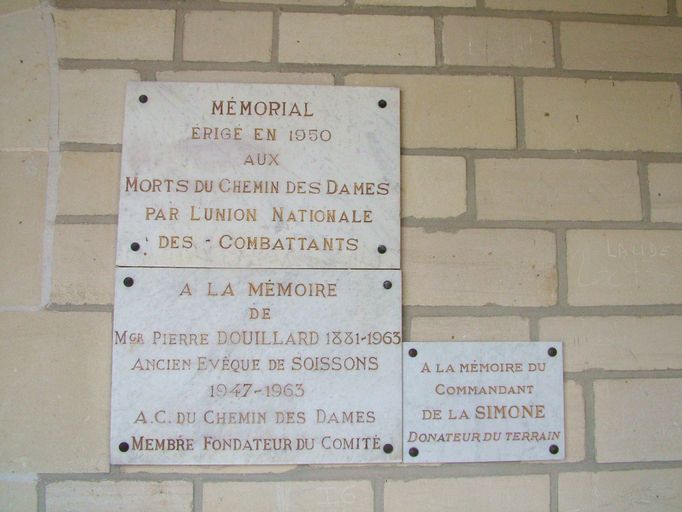 MÉMORIAL
ÉRIGÉ EN 1950
AUX
MORTS DU CHEMIN DES DAMES
PAR L'UNION NATIONALE
DES COMBATTANTS
A LA MÉMOIRE
DE
MGR PIERRE DOUILLARD 1881-1963
ANCIEN EVÊQUE DE SOISSONS
1947-1963
A.C. DU CHEMIN DES DAMES
MEMBRE FONDATEUR DU COMITÉ
A LA MÉMOIRE DU
COMMANDANT
DE LA SIMONE
DONATEUR DU TERRAIN